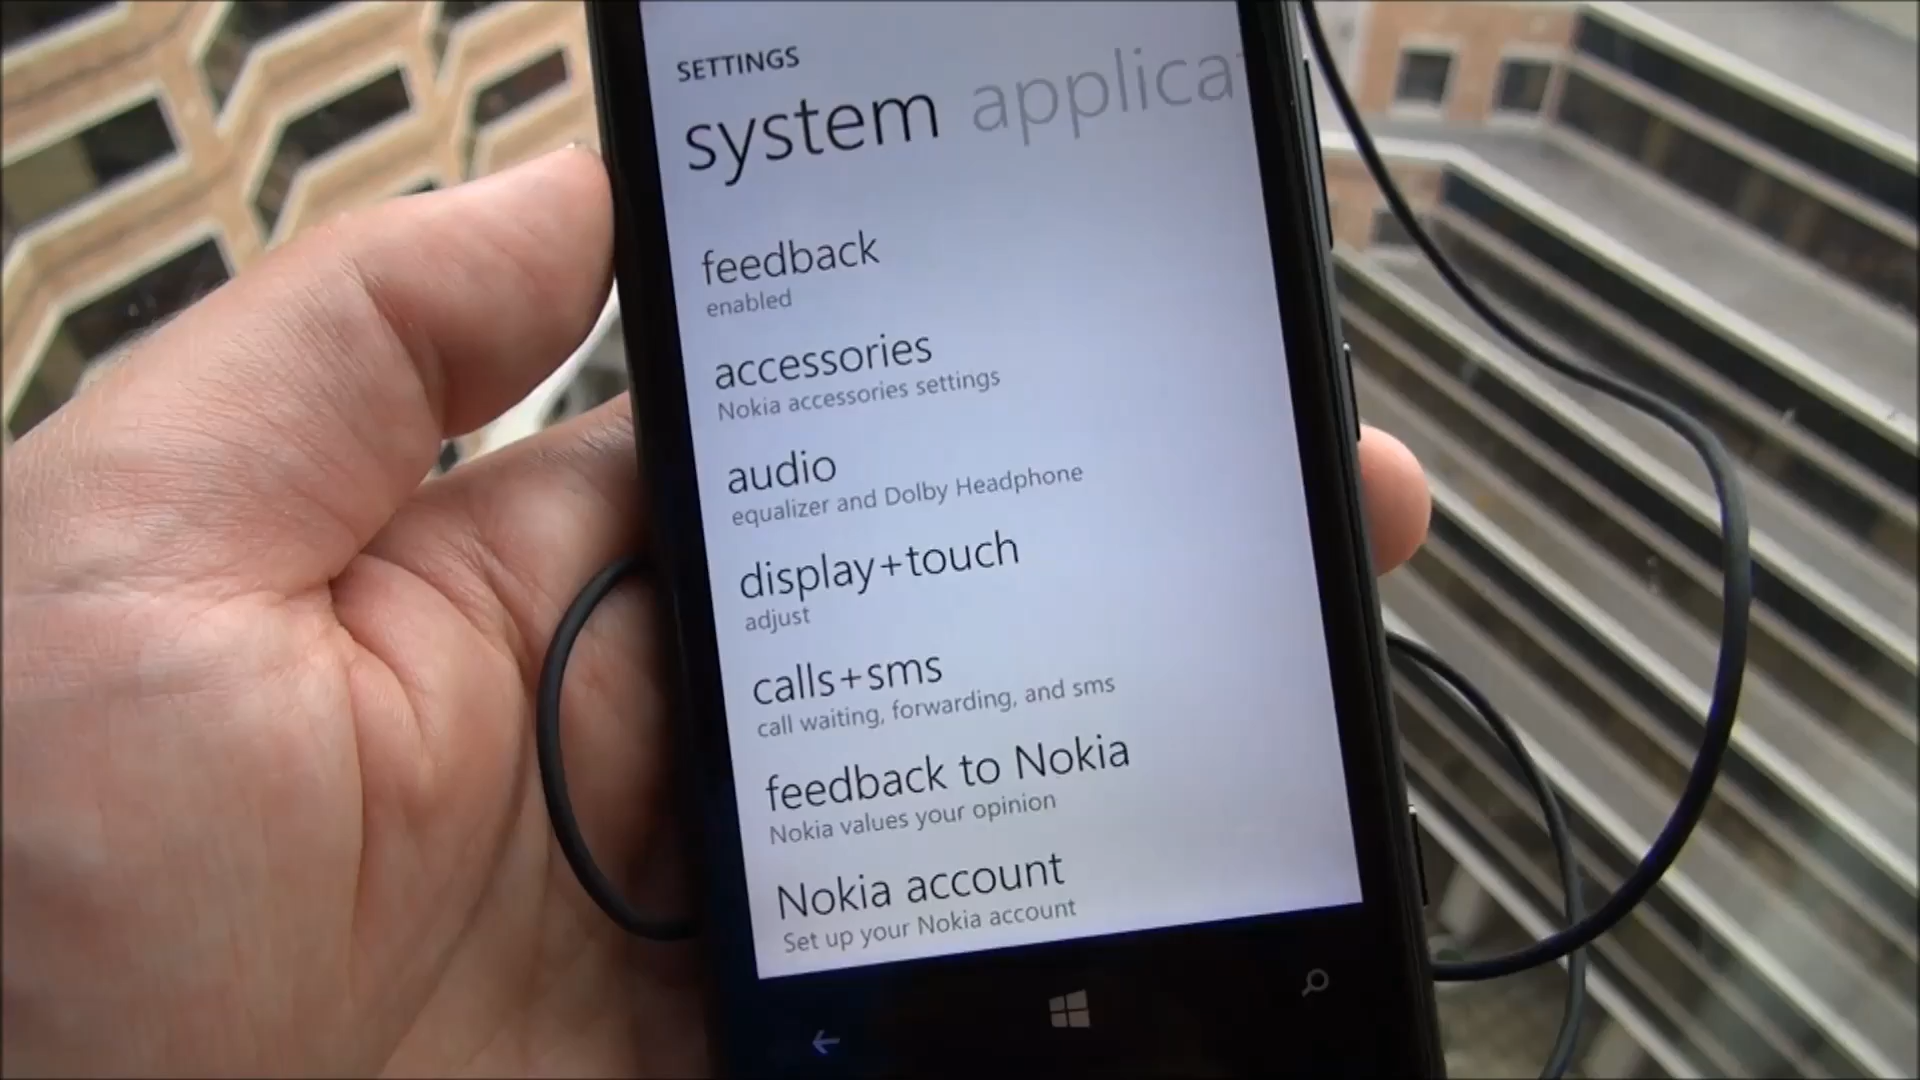 SETTINGS
system applica
feedback
enabled
accessories
Nokia accessories settings
audio
equalizer and Dolby Headphone
display+touch
adjust
calls+sms
call waiting, forwarding, and sms
feedback to Nokia
Nokia values your opinion
Nokia account
Set up your Nokia account